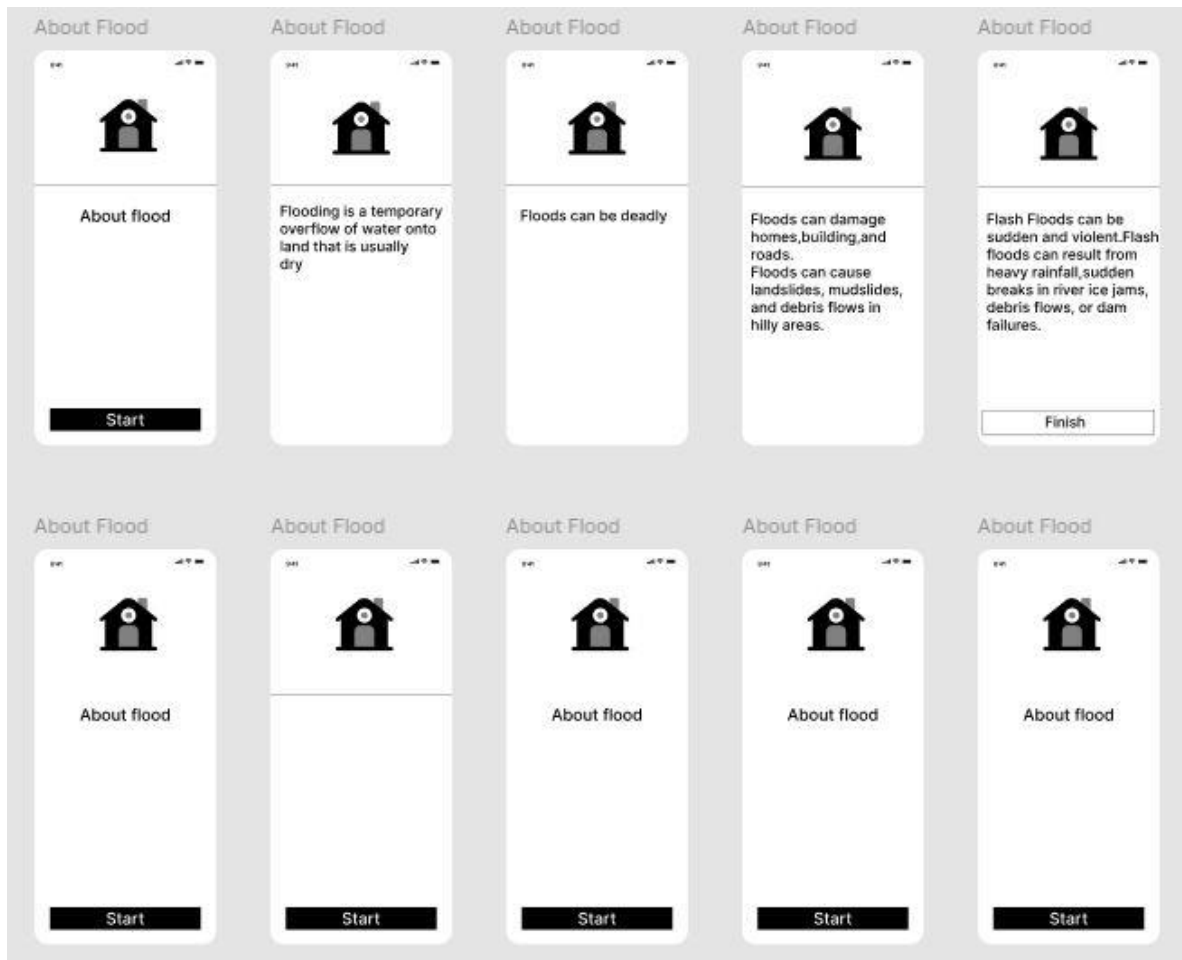 About Flood
About Flood
About Flood
About Flood
About Flood
About flood
Start
Flooding is a temporary
overflow of water onto
land that is usually
dry
Floods can be deadly
Floods can damage
homes,building,and
roads.
Floods can cause
landslides, mudslides,
and debris flows in
hilly areas.
Flash Floods can be
sudden and violent.Flash
floods can result from
heavy rainfall,sudden
breaks in river ice jams,
debris flows, or dam
failures.
Finish
About Flood
About Flood
About Flood
About Flood
About Flood
About flood
Start
Start
About flood
Start
About flood
Start
About flood
Start